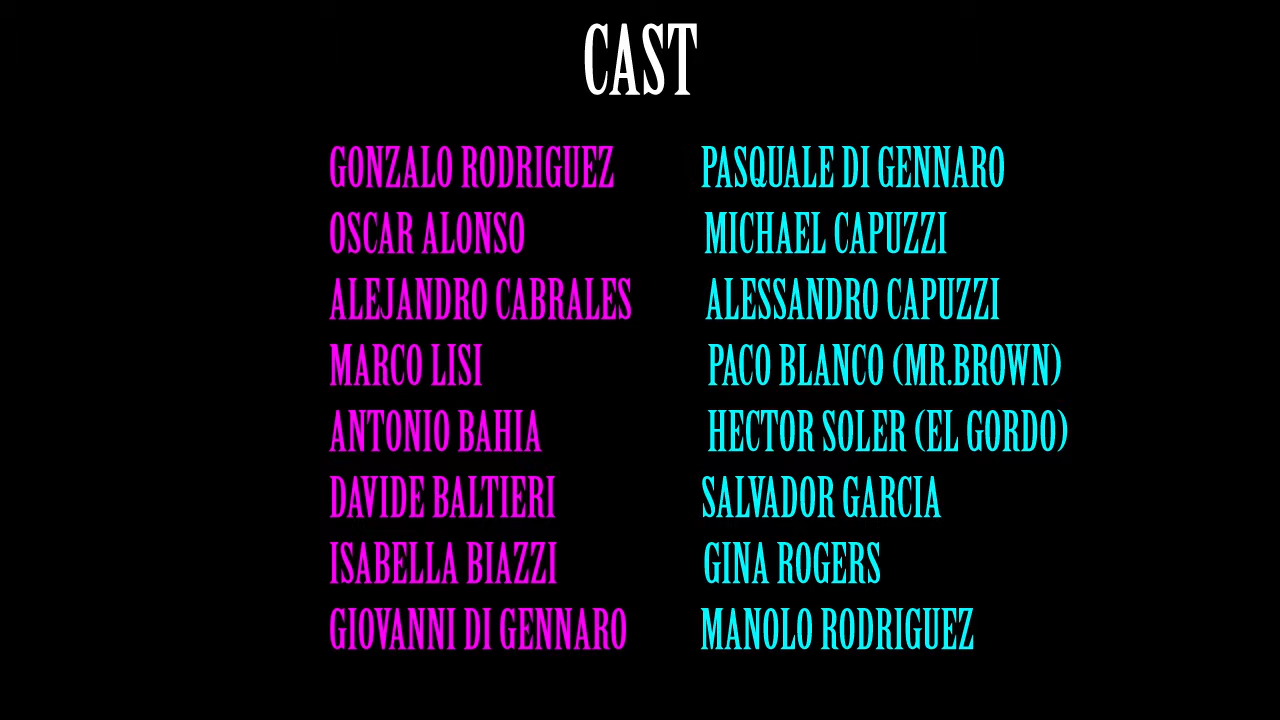 CAST
GONZALO RODRIGUEZ PASQUALE DI GENNARO
OSCAR ALONSO MICHAEL CAPUZZI
ALEJANDRO CABRALES ALESSANDRO CAPUZZI
MARCO LISI PACO BLANCO (MR.BROWN)
ANTONIO BAHIA HECTOR SOLER (EL GORDO)
DAVIDE BALTIERI SALVADOR GARCIA
ISABELLA BIAZZI GINA ROGERS
GIOVANNI DI GENNARO MANOLO RODRIGUEZ